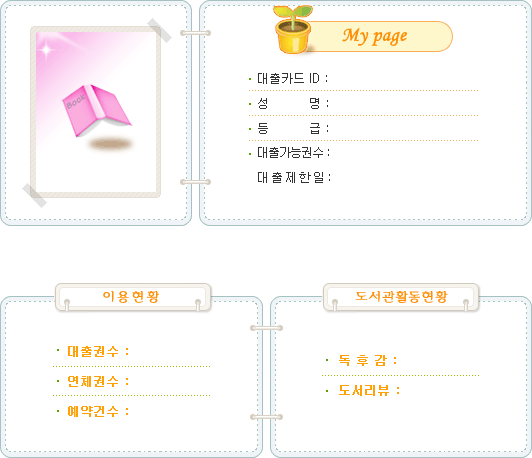 My page
Book
· 대출카드 ID :
· 성 명 :
· 등 급 :
· 대출가능권수 :
대 출 제 한 일 :
이용현황
· 대출권수 :
· 연체권수 :
· 예약건수 :
도서관활동현황
· 독 후 감 :
· 도서리뷰 :